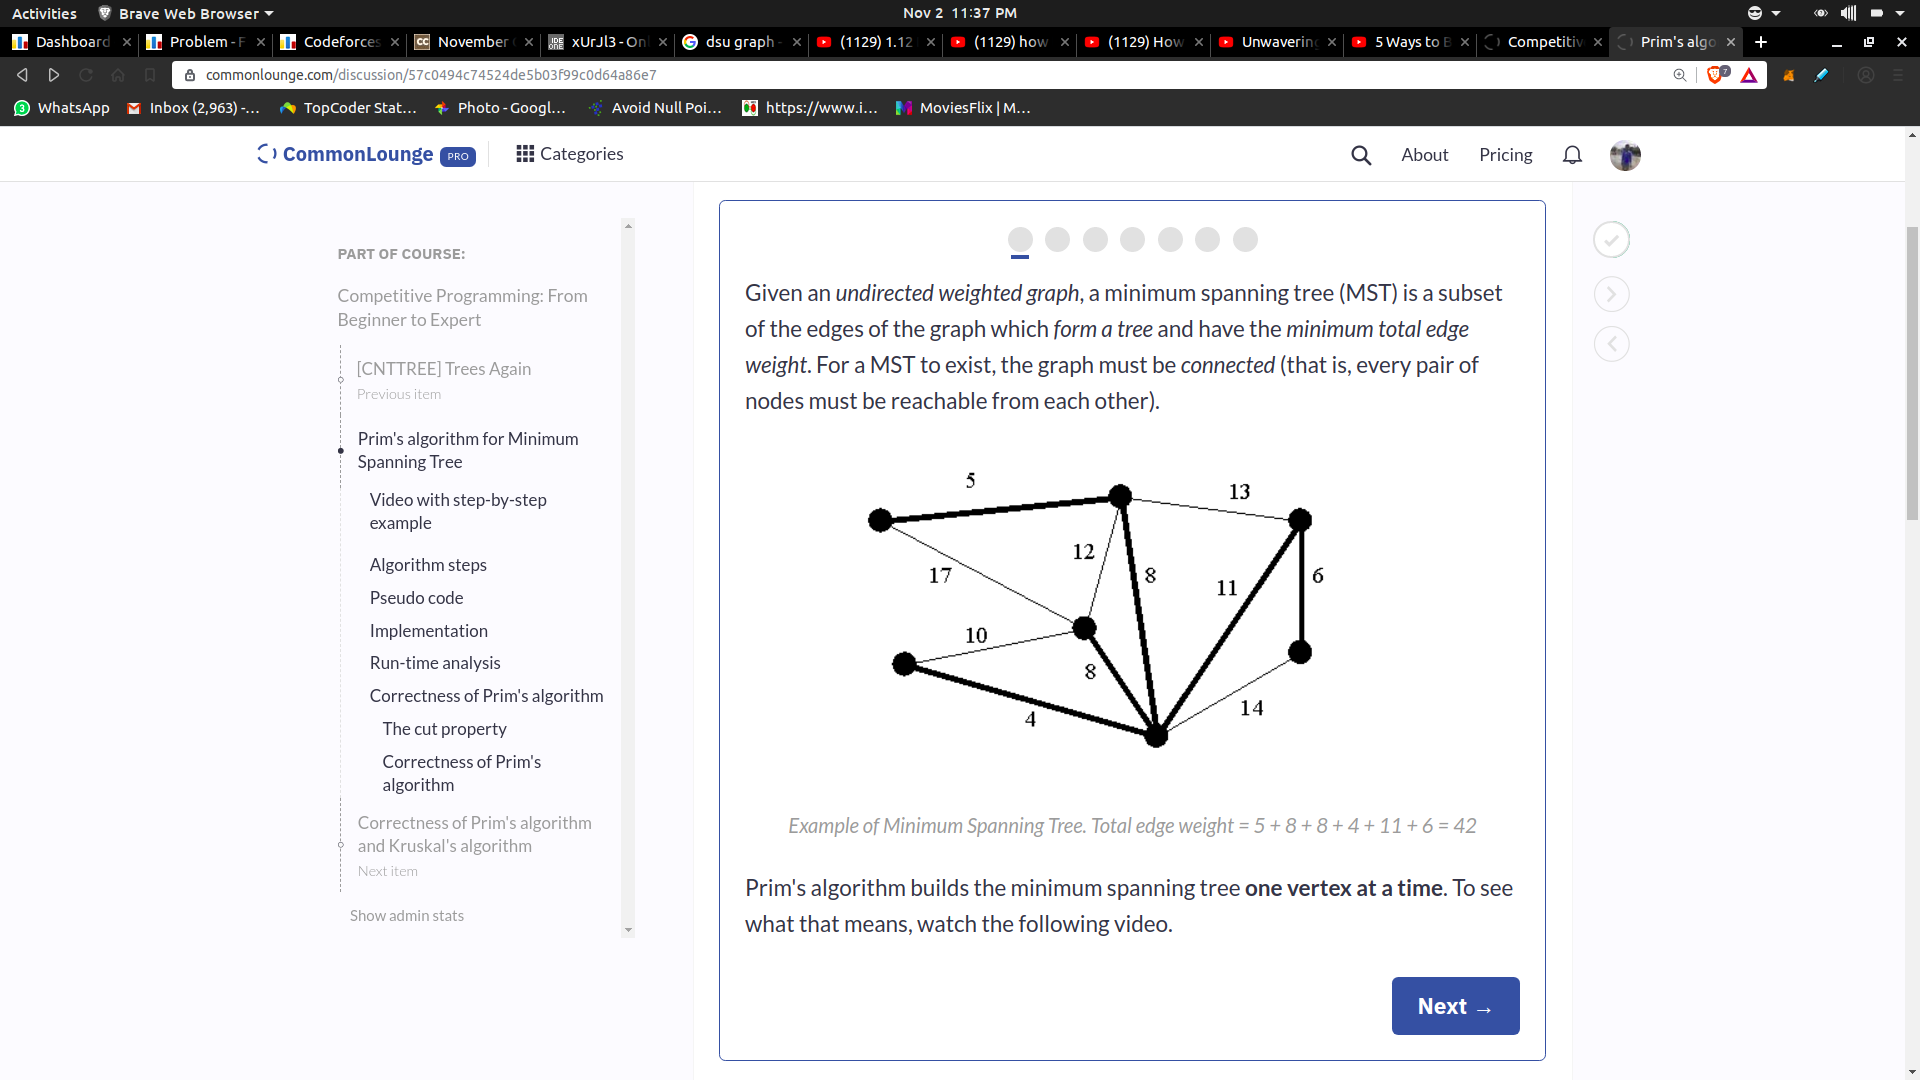 Activities Brave Web Browser Nov 2 11:37 PM
Dashboard Problem - F Codeforces November xUrJl3 - Onl dsu graph - (1129) 1.12 (1129) how (1129) How Unwavering 5 Ways to B Competitiv Prim's algo
commonlounge.com/discussion/57c0494c74524de5b03f99c0d64a86e7 7
3 WhatsApp Inbox (2,963) -... TopCoder Stat... Photo - Googl... Avoid Null Poi... https://www.i... MoviesFlix | M...
CommonLounge PRO Categories About Pricing
PART OF COURSE:
Competitive Programming: From
Beginner to Expert
[CNTTREE] Trees Again
Previous item
Prim's algorithm for Minimum
Spanning Tree
Video with step-by-step
example
Algorithm steps
Pseudo code
Implementation
Run-time analysis
Correctness of Prim's algorithm
The cut property
Correctness of Prim's
algorithm
Correctness of Prim's algorithm
and Kruskal's algorithm
Next item
Show admin stats
Given an undirected weighted graph, a minimum spanning tree (MST) is a subset
of the edges of the graph which form a tree and have the minimum total edge
weight. For a MST to exist, the graph must be connected (that is, every pair of
nodes must be reachable from each other).
5
13
12
17
8
11
6
10
8
4
14
Example of Minimum Spanning Tree. Total edge weight = 5 + 8 + 8 + 4 + 11 + 6 = 42
Prim's algorithm builds the minimum spanning tree one vertex at a time. To see
what that means, watch the following video.
Next →